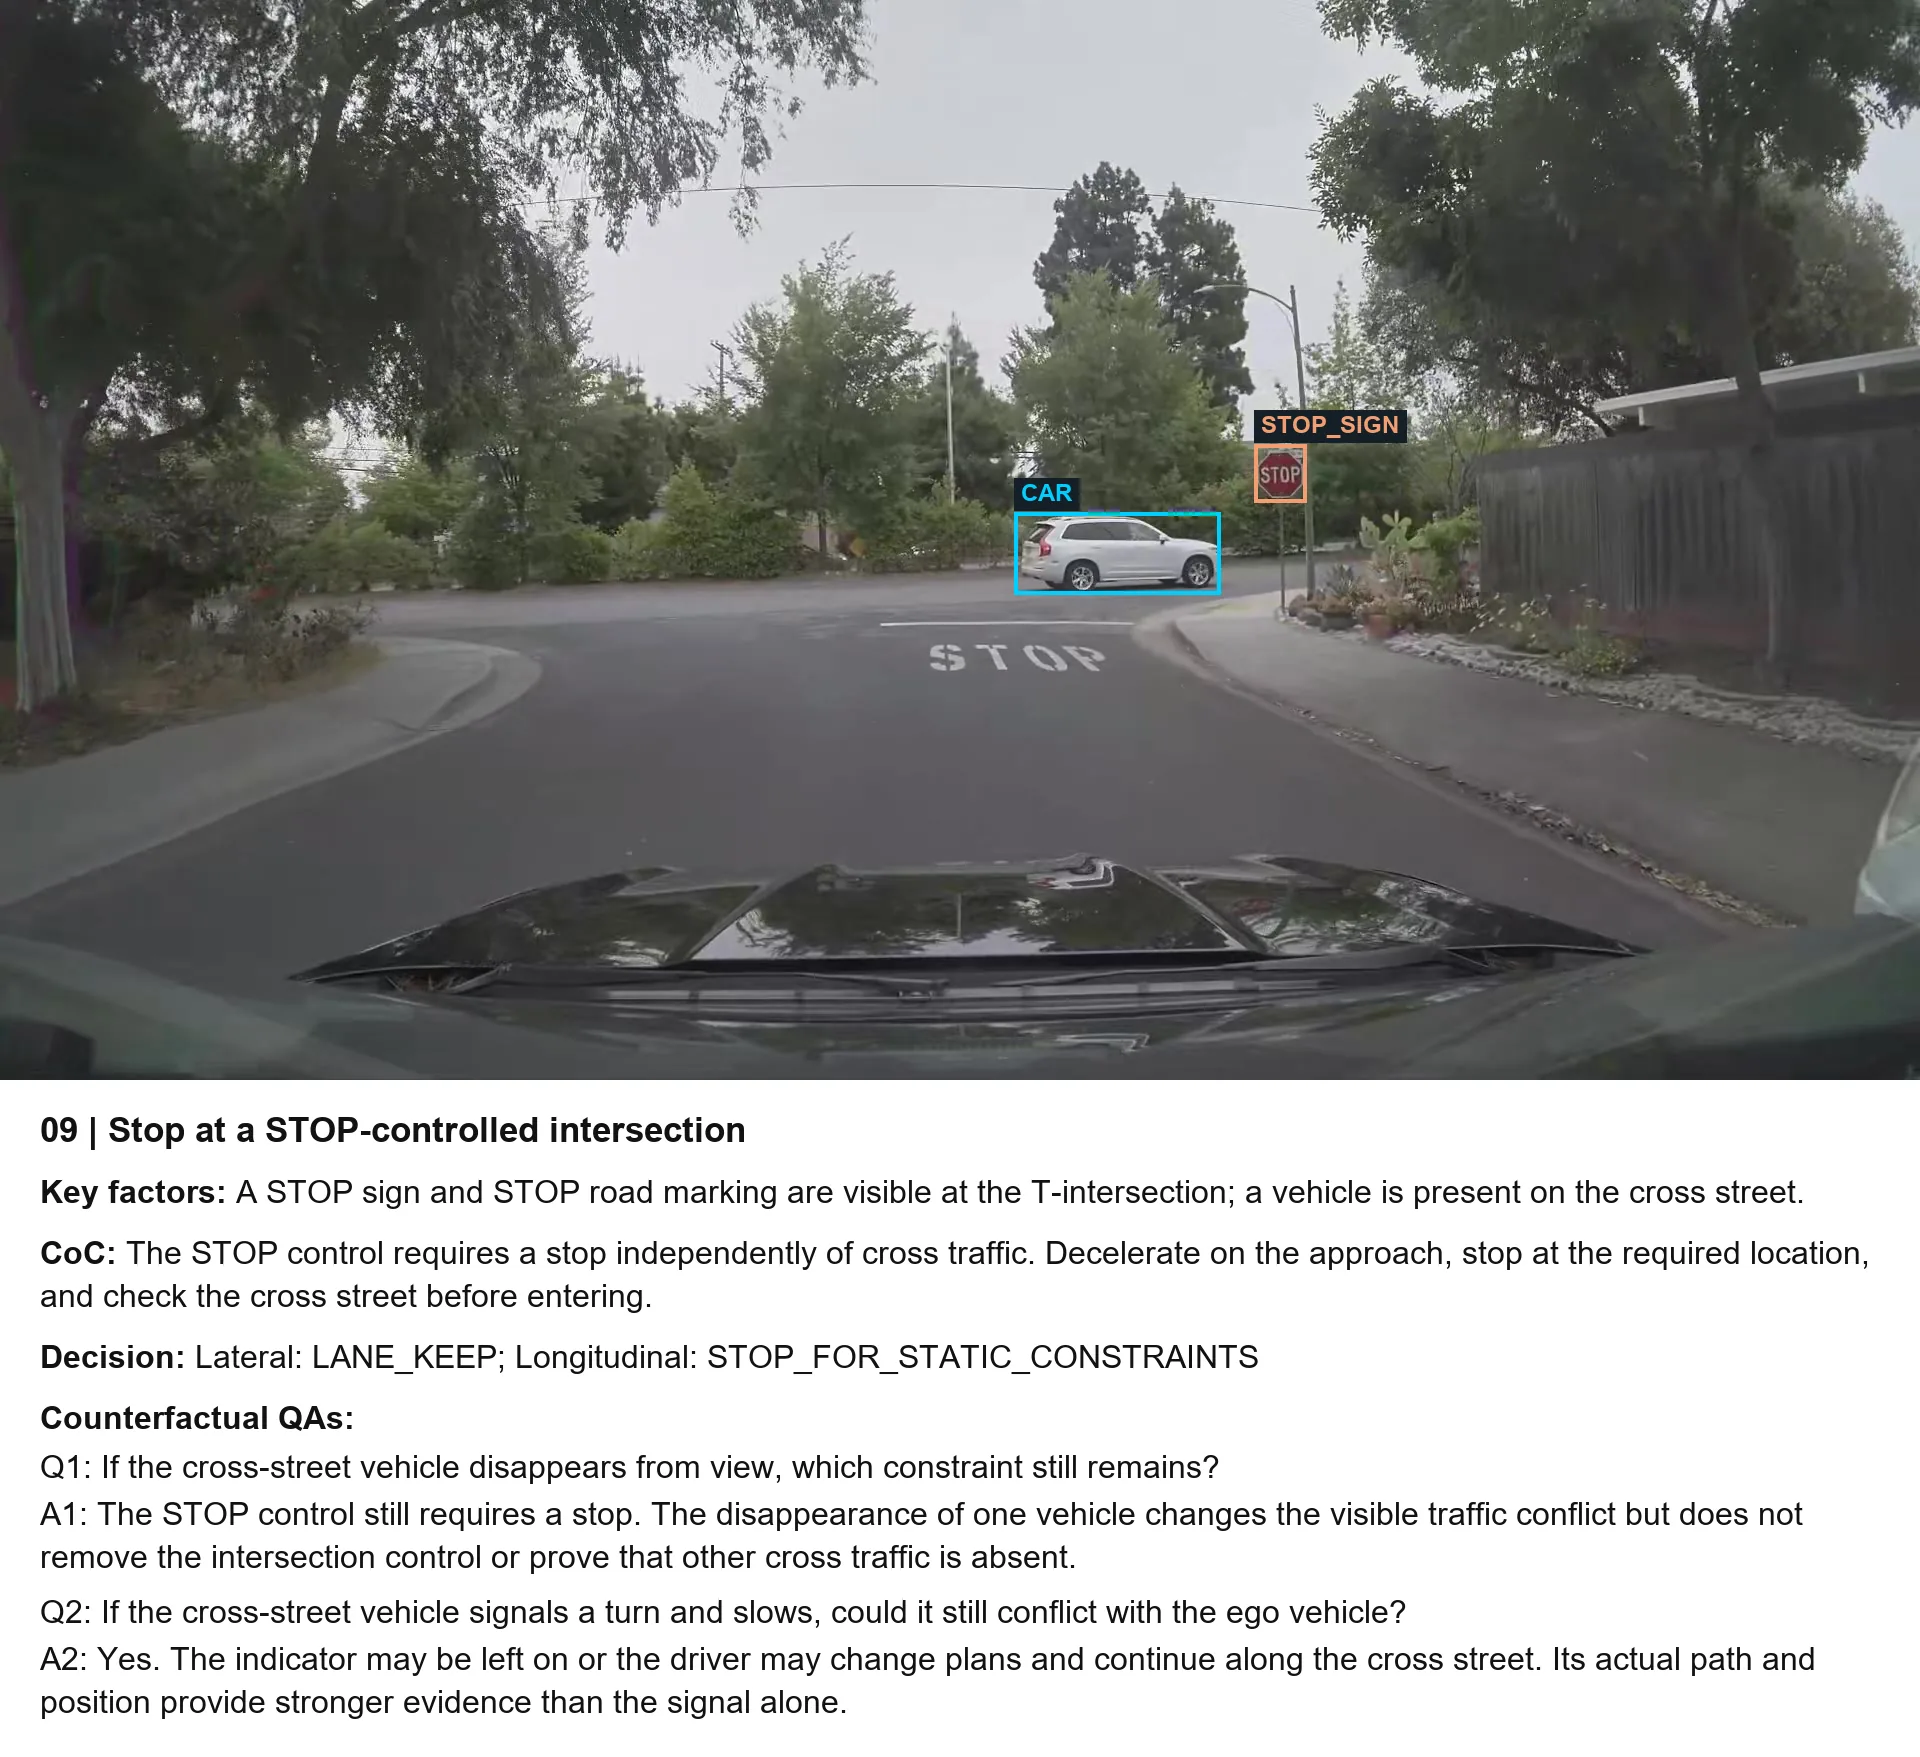 STOP_SIGN
STOP
CAR
STOP
09 | Stop at a STOP-controlled intersection
Key factors: A STOP sign and STOP road marking are visible at the T-intersection; a vehicle is present on the cross street.
CoC: The STOP control requires a stop independently of cross traffic. Decelerate on the approach, stop at the required location,
and check the cross street before entering.
Decision: Lateral: LANE_KEEP; Longitudinal: STOP_FOR_STATIC_CONSTRAINTS
Counterfactual QAs:
Q1: If the cross-street vehicle disappears from view, which constraint still remains?
A1: The STOP control still requires a stop. The disappearance of one vehicle changes the visible traffic conflict but does not
remove the intersection control or prove that other cross traffic is absent.
Q2: If the cross-street vehicle signals a turn and slows, could it still conflict with the ego vehicle?
A2: Yes. The indicator may be left on or the driver may change plans and continue along the cross street. Its actual path and
position provide stronger evidence than the signal alone.